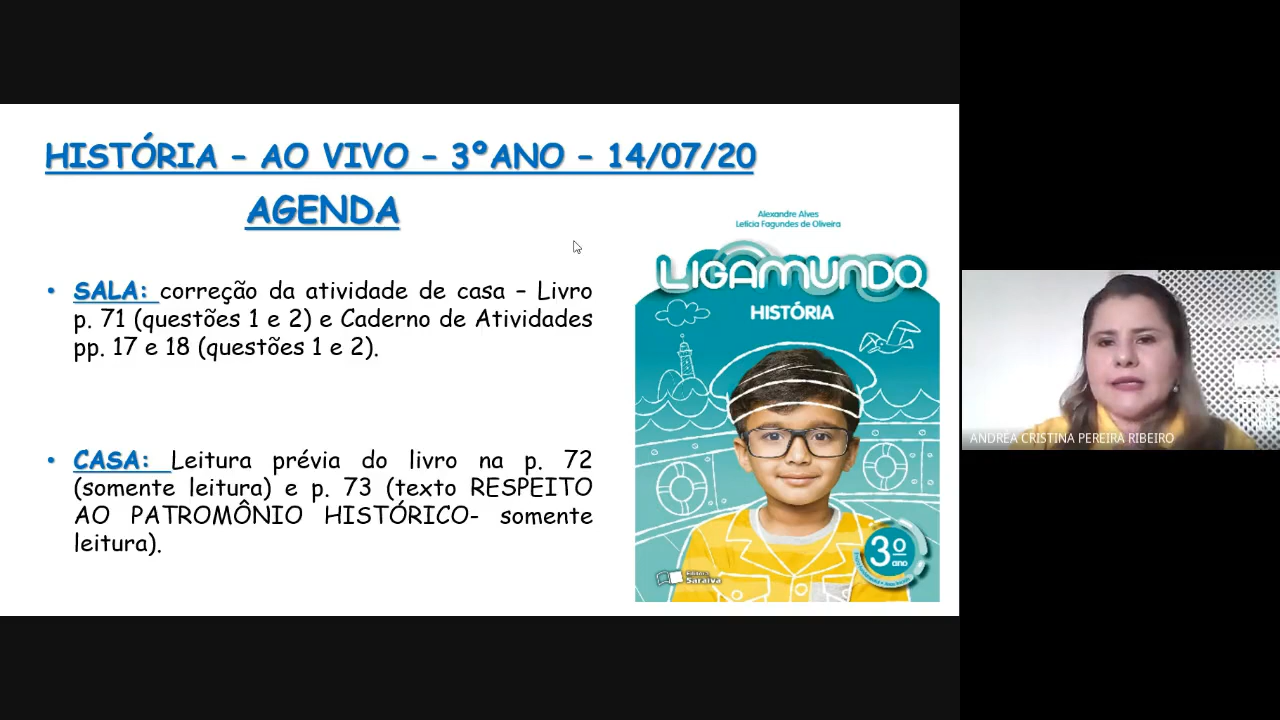 HISTÓRIA – AO VIVO – 3ºANO – 14/07/20
AGENDA
• SALA: correção da atividade de casa – Livro
p. 71 (questões 1 e 2) e Caderno de Atividades
pp. 17 e 18 (questões 1 e 2).
• CASA: Leitura prévia do livro na p. 72
(somente leitura) e p. 73 (texto RESPEITO
AO PATROMÔNIO HISTÓRICO- somente
leitura).
Alexandre Alves
Letícia Fagundes de Oliveira
LIGAMUNDO
HISTÓRIA
3º
ano
Editora
Saraiva
ANDRÉA CRISTINA PEREIRA RIBEIRO